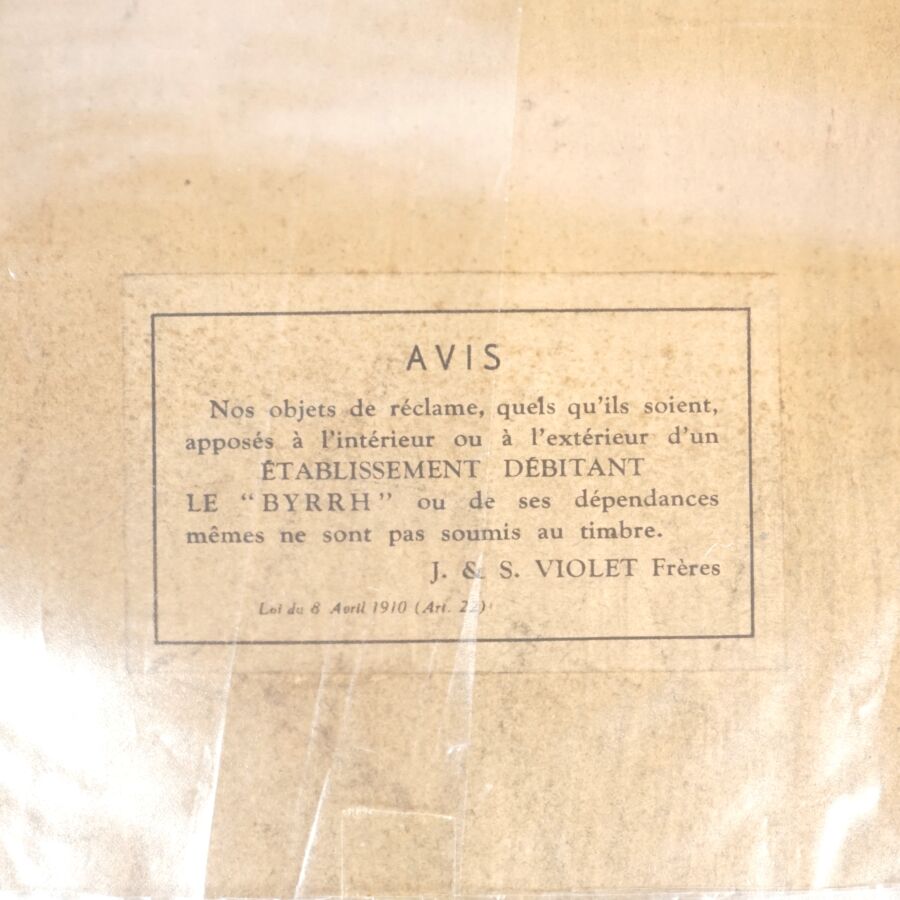 AVIS
Nos objets de réclame, quels qu'ils soient,
apposés à l'intérieur ou à l'extérieur d'un
ÉTABLISSEMENT DÉBITANT
LE "BYRRH" ou de ses dépendances
mêmes ne sont pas soumis au timbre.
J. & S. VIOLET Frères
Loi du 8 Avril 1910 (Art. 22)